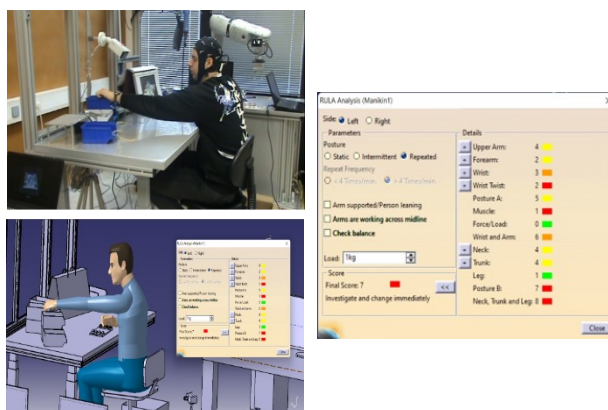 RULA Analysis (Manikin1)
Side: Left Right
Parameters
Posture
Static Intermittent Repeated
Repeat Frequency
< 4 Times/min. > 4 Times/min.
Arm supported/Person leaning
Arms are working across midline
Check balance
Load: 1kg
Score
Final Score: 7
<<
Investigate and change immediately
Details
+ Upper Arm: 4
+ Forearm: 2
+ Wrist: 3
+ Wrist Twist: 2
Posture A: 5
Muscle: 1
Force/Load: 0
Wrist and Arm: 6
+ Neck: 4
+ Trunk: 4
Leg: 1
Posture B: 7
Neck, Trunk and Leg: 8
Close